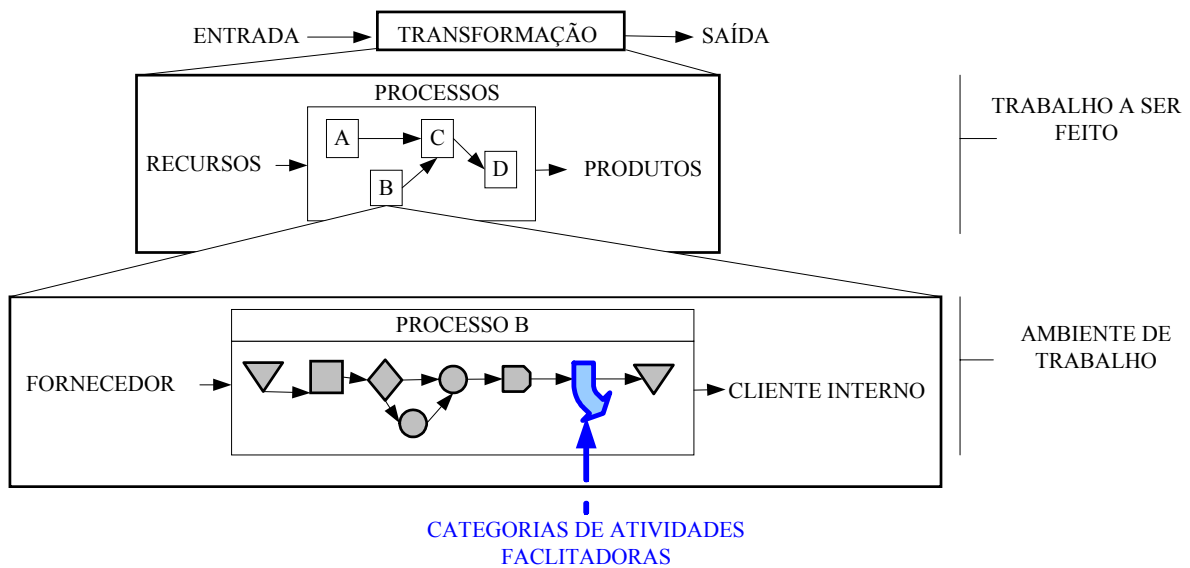 ENTRADA
TRANSFORMAÇÃO
SAÍDA
PROCESSOS
A
C
D
B
RECURSOS
PRODUTOS
TRABALHO A SER
FEITO
PROCESSO B
FORNECEDOR
CLIENTE INTERNO
AMBIENTE DE
TRABALHO
CATEGORIAS DE ATIVIDADES
FACLITADORAS